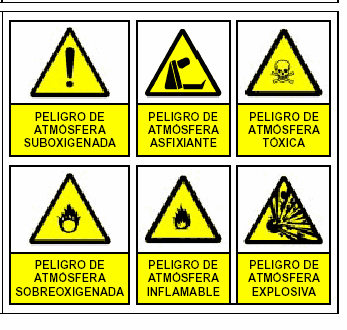 PELIGRO DE
ATMÓSFERA
SUBOXIGENADA
PELIGRO DE
ATMÓSFERA
ASFIXIANTE
PELIGRO DE
ATMÓSFERA
TÓXICA
PELIGRO DE
ATMÓSFERA
SOBREOXIGENADA
PELIGRO DE
ATMÓSFERA
INFLAMABLE
PELIGRO DE
ATMÓSFERA
EXPLOSIVA